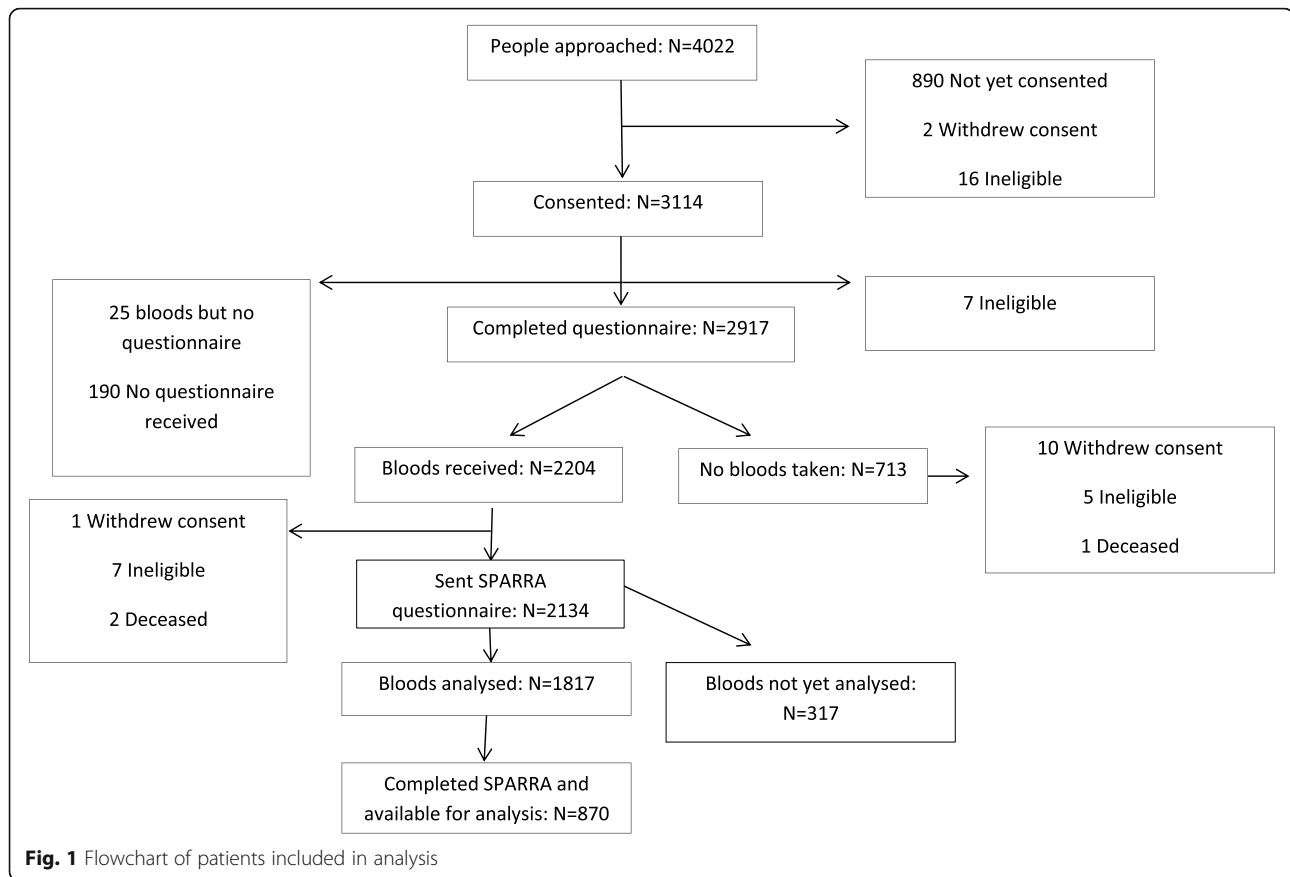 People approached: N=4022
890 Not yet consented
2 Withdrew consent
16 Ineligible
Consented: N=3114
25 bloods but no
questionnaire
190 No questionnaire
received
7 Ineligible
Completed questionnaire: N=2917
Bloods received: N=2204
No bloods taken: N=713
10 Withdrew consent
5 Ineligible
1 Deceased
1 Withdrew consent
7 Ineligible
2 Deceased
Sent SPARRA
questionnaire: N=2134
Bloods analysed: N=1817
Bloods not yet analysed:
N=317
Completed SPARRA and
available for analysis: N=870
Fig. 1 Flowchart of patients included in analysis